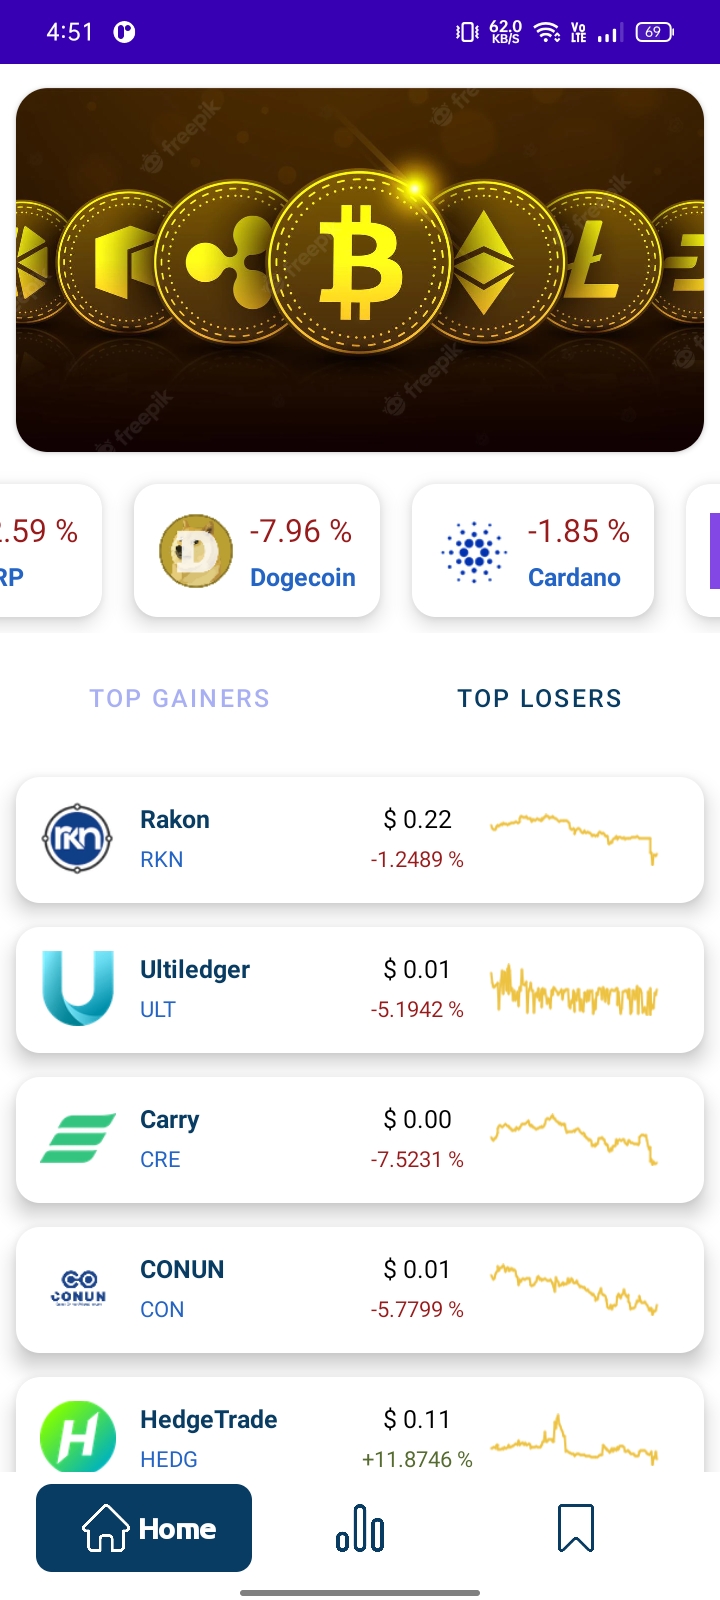 4:51
62.0
KB/S
Vo
LTE
69
freepik
freepik
freepik
freepik
.59 %
RP
-7.96 %
Dogecoin
-1.85 %
Cardano
TOP GAINERS
TOP LOSERS
rkn
Rakon
RKN
$ 0.22
-1.2489 %
Ultiledger
ULT
$ 0.01
-5.1942 %
Carry
CRE
$ 0.00
-7.5231 %
CONUN
CONUN
CON
$ 0.01
-5.7799 %
HedgeTrade
HEDG
$ 0.11
+11.8746 %
Home